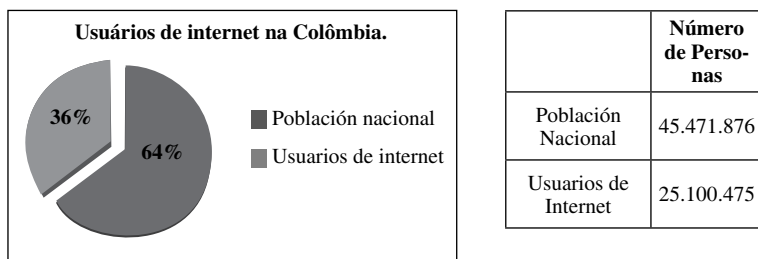 Usuários de internet na Colômbia.
36%
64%
Población nacional
Usuarios de internet
Número
de Perso-
nas
Población
Nacional
45.471.876
Usuarios de
Internet
25.100.475